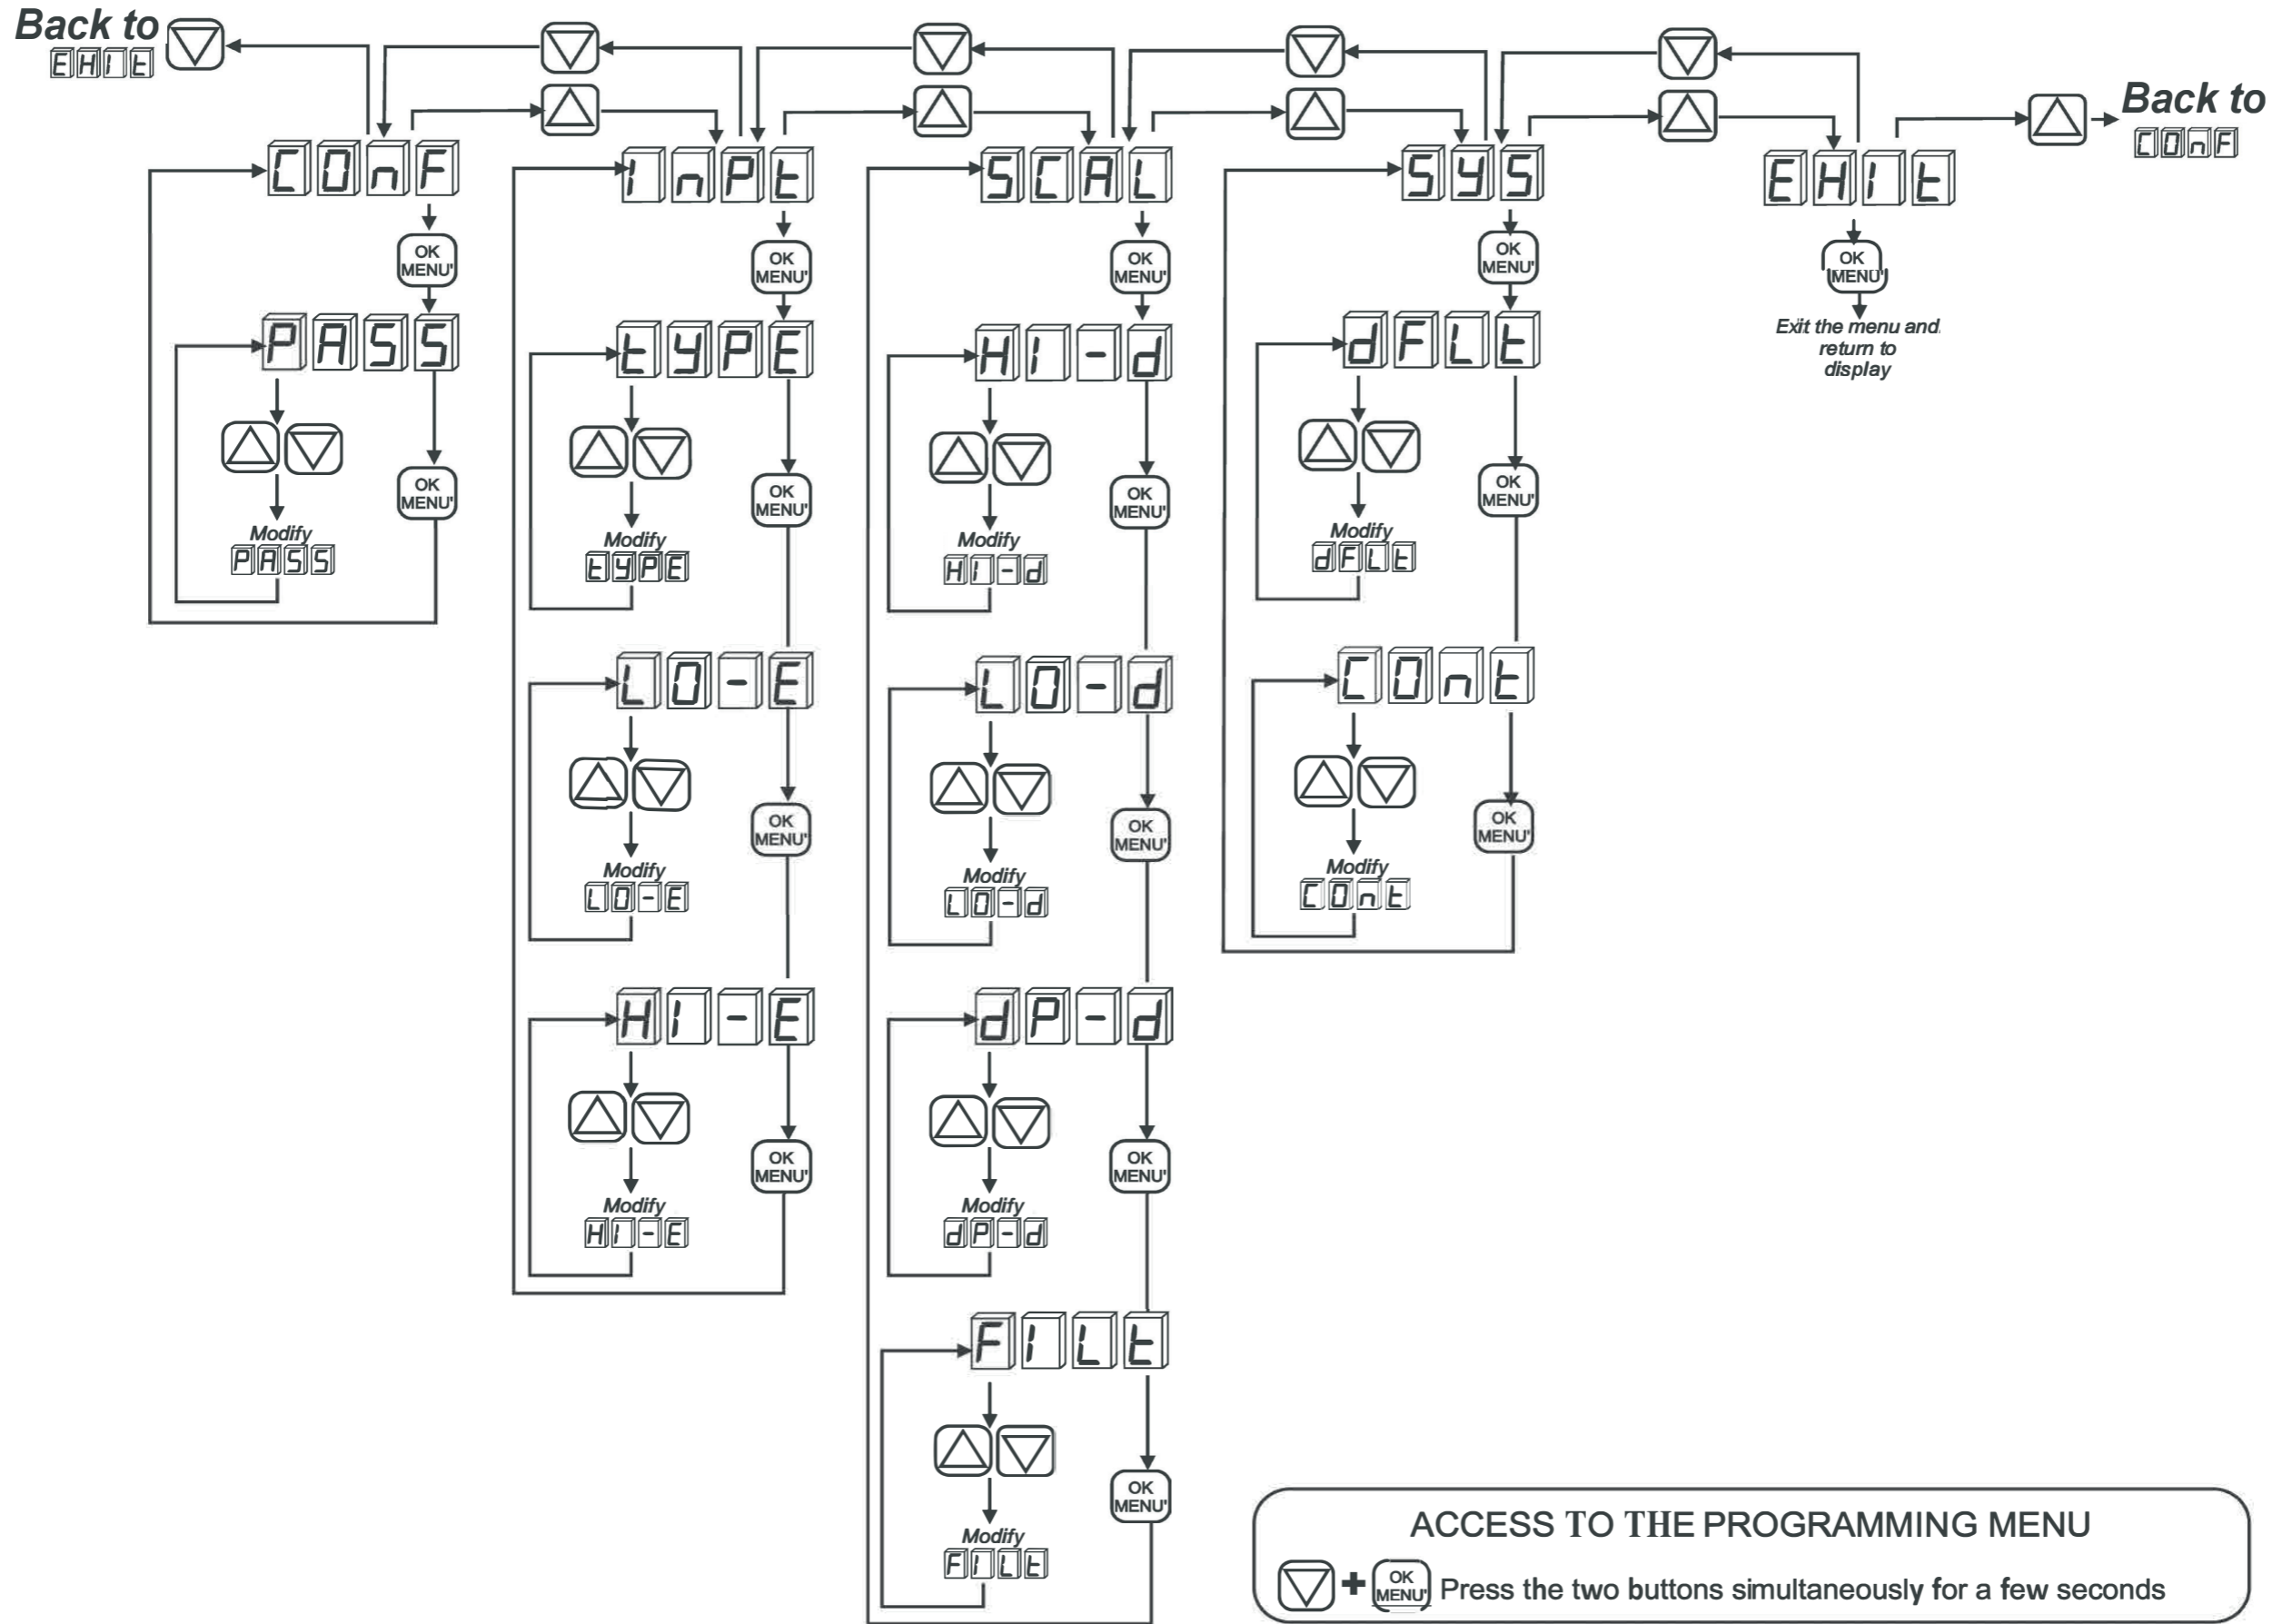 Back to
EHIt
Back to
COnF
COnF
InPt
SCAL
SYS
EHIt
OK
MENU'
OK
MENU'
OK
MENU'
OK
MENU'
OK
MENU'
Exit the menu and
return to
display
PASS
tYPE
HI-d
dFLt
OK
MENU'
OK
MENU'
OK
MENU'
OK
MENU'
Modify
PASS
Modify
tYPE
Modify
HI-d
Modify
dFLt
LO-E
LO-d
COnt
OK
MENU'
OK
MENU'
OK
MENU'
Modify
LO-E
Modify
LO-d
Modify
COnt
HI-E
dP-d
OK
MENU'
OK
MENU'
Modify
HI-E
Modify
dP-d
FILt
OK
MENU'
Modify
FILt
ACCESS TO THE PROGRAMMING MENU
+ OK MENU' Press the two buttons simultaneously for a few seconds